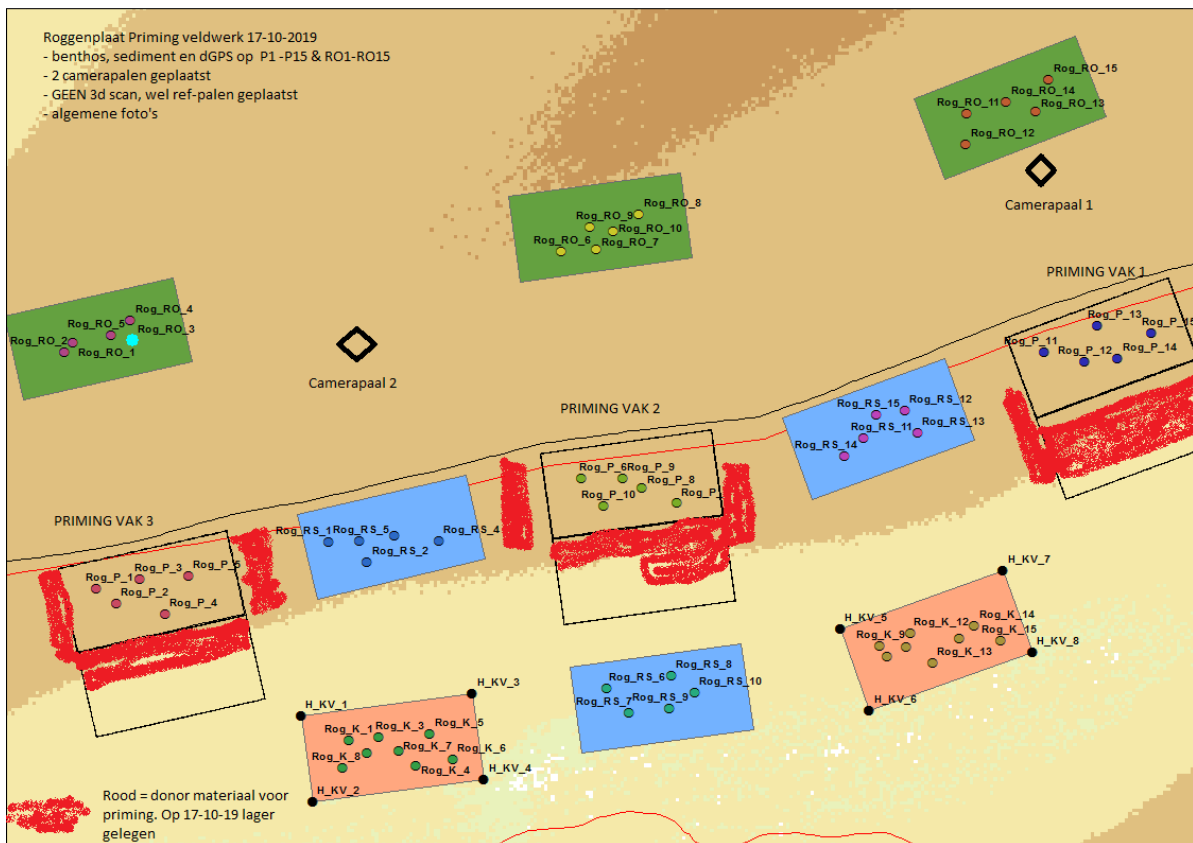 Roggenplaat Priming veldwerk 17-10-2019
- benthos, sediment en dGPS op  P1 -P15 & RO1-RO15
- 2 camerapalen geplaatst
- GEEN 3d scan, wel ref-palen geplaatst
- algemene foto's
Rog_RO_15
Rog_RO_14
Rog_RO_11
Rog_RO_13
Rog_RO_12
Camerapaal 1
Rog_RO_8
Rog_RO_9
Rog_RO_10
Rog_RO_6
Rog_RO_7
PRIMING VAK 1
Rog_P_13
Rog_P_15
Rog_P_11
Rog_P_12
Rog_P_14
Rog_RO_4
Rog_RO_5
Rog_RO_3
Rog_RO_2
Rog_RO_1
Camerapaal 2
PRIMING VAK 2
Rog_RS_15
Rog_RS_12
Rog_RS_11
Rog_RS_13
Rog_RS_14
Rog_P_6
Rog_P_9
Rog_P_8
Rog_P_10
Rog_P_
PRIMING VAK 3
Rog_RS_1
Rog_RS_5
Rog_RS_4
Rog_RS_2
Rog_P_1
Rog_P_3
Rog_P_5
Rog_P_2
Rog_P_4
H_KV_7
H_KV_5
Rog_K_14
Rog_K_12
Rog_K_15
Rog_K_9
Rog_K_13
H_KV_8
H_KV_6
Rog_RS_8
Rog_RS_6
Rog_RS_10
Rog_RS_7
Rog_RS_9
H_KV_3
H_KV_1
Rog_K_1
Rog_K_3
Rog_K_5
Rog_K_8
Rog_K_7
Rog_K_6
Rog_K_4
H_KV_4
H_KV_2
Rood = donor materiaal voor
priming. Op 17-10-19 lager
gelegen